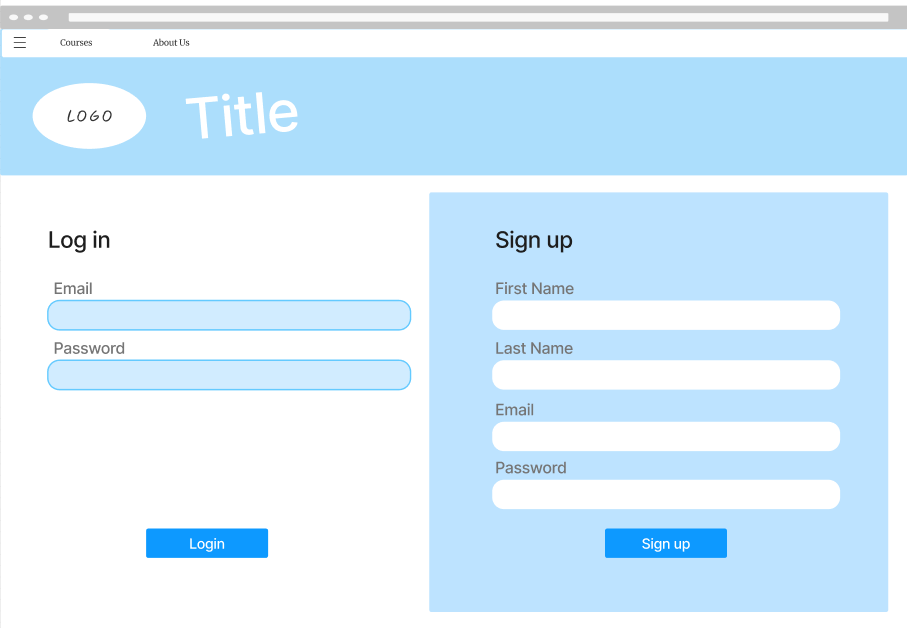 Courses
About Us
LOGO
Title
Log in
Email
Password
Login
Sign up
First Name
Last Name
Email
Password
Sign up